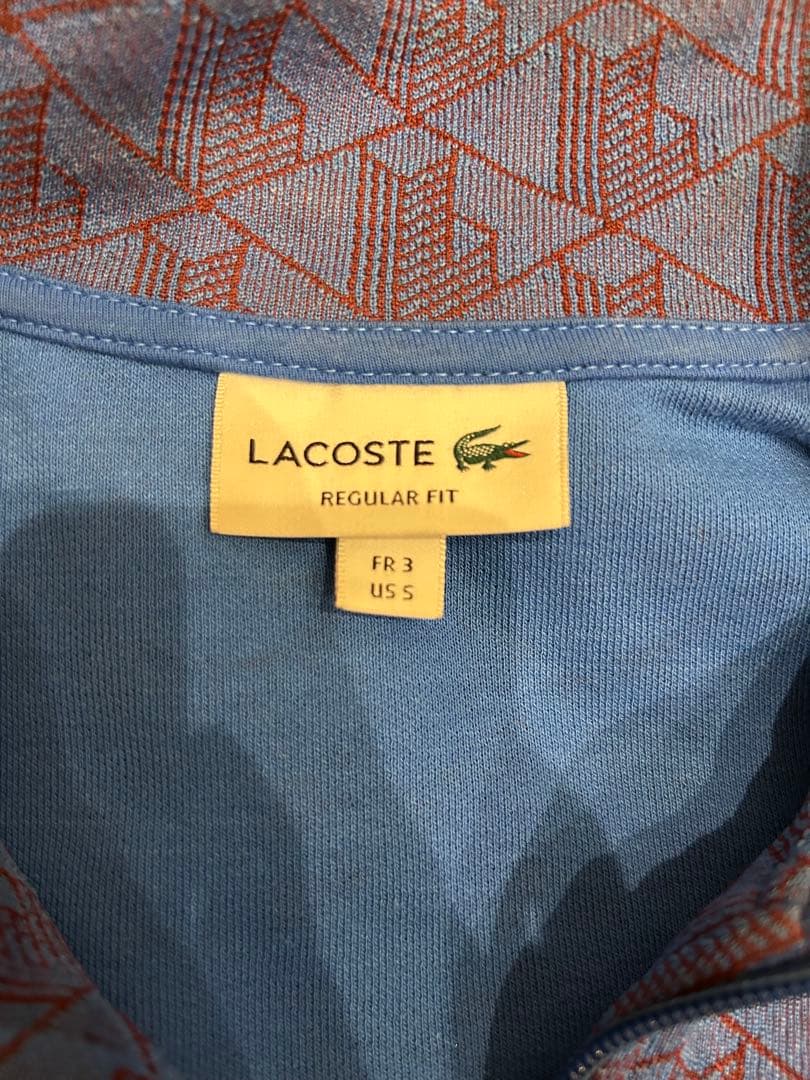 LACOSTE
REGULAR FIT
FR 3
US S